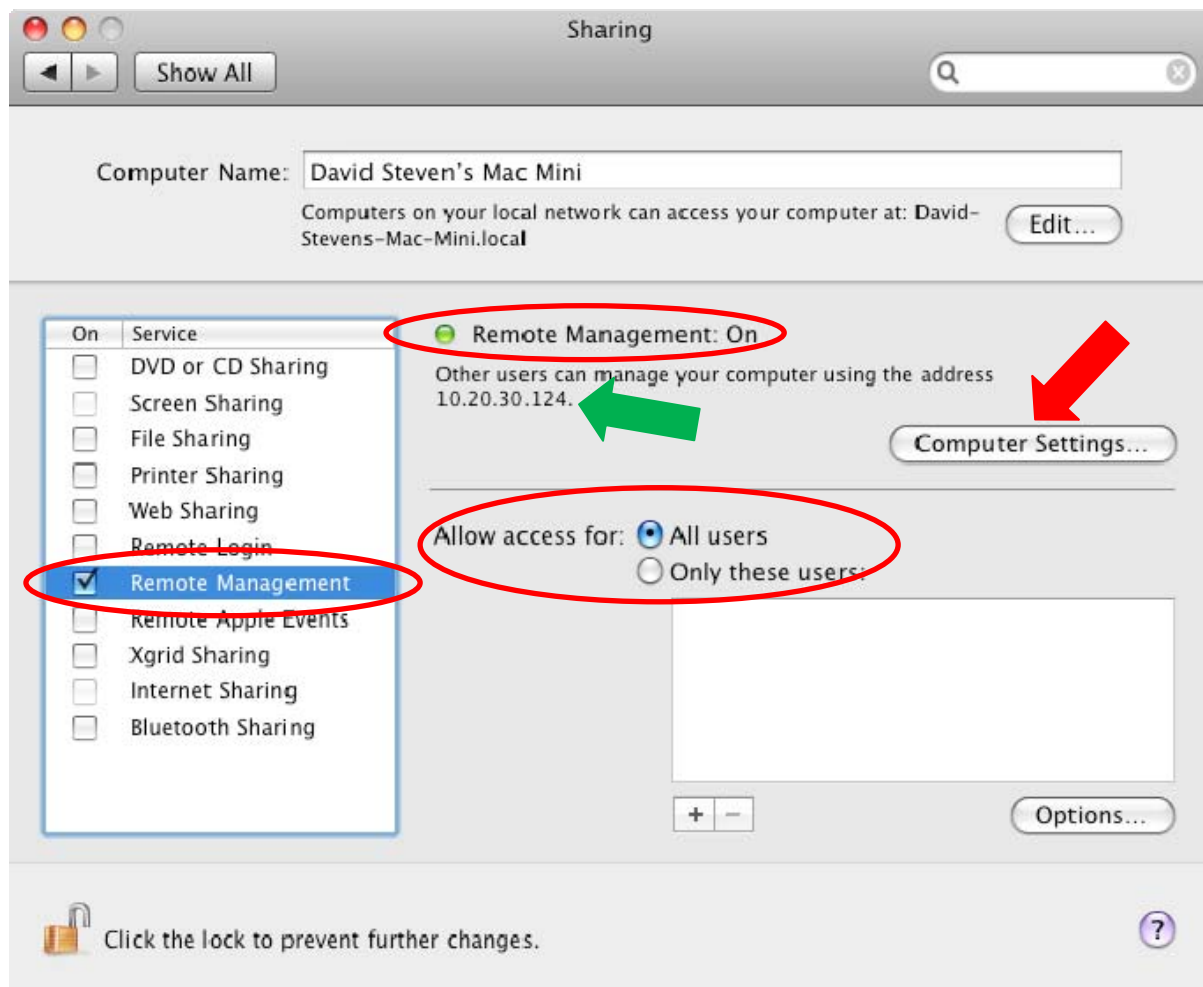 Sharing
Show All
Computer Name: David Steven's Mac Mini
Computers on your local network can access your computer at: David-
Stevens-Mac-Mini.local
Edit...
On Service
DVD or CD Sharing
Screen Sharing
File Sharing
Printer Sharing
Web Sharing
Remote Login
Remote Management
Remote Apple Events
Xgrid Sharing
Internet Sharing
Bluetooth Sharing
Remote Management: On
Other users can manage your computer using the address
10.20.30.124.
Computer Settings...
Allow access for: All users
Only these users:
+ −
Options...
Click the lock to prevent further changes.
?